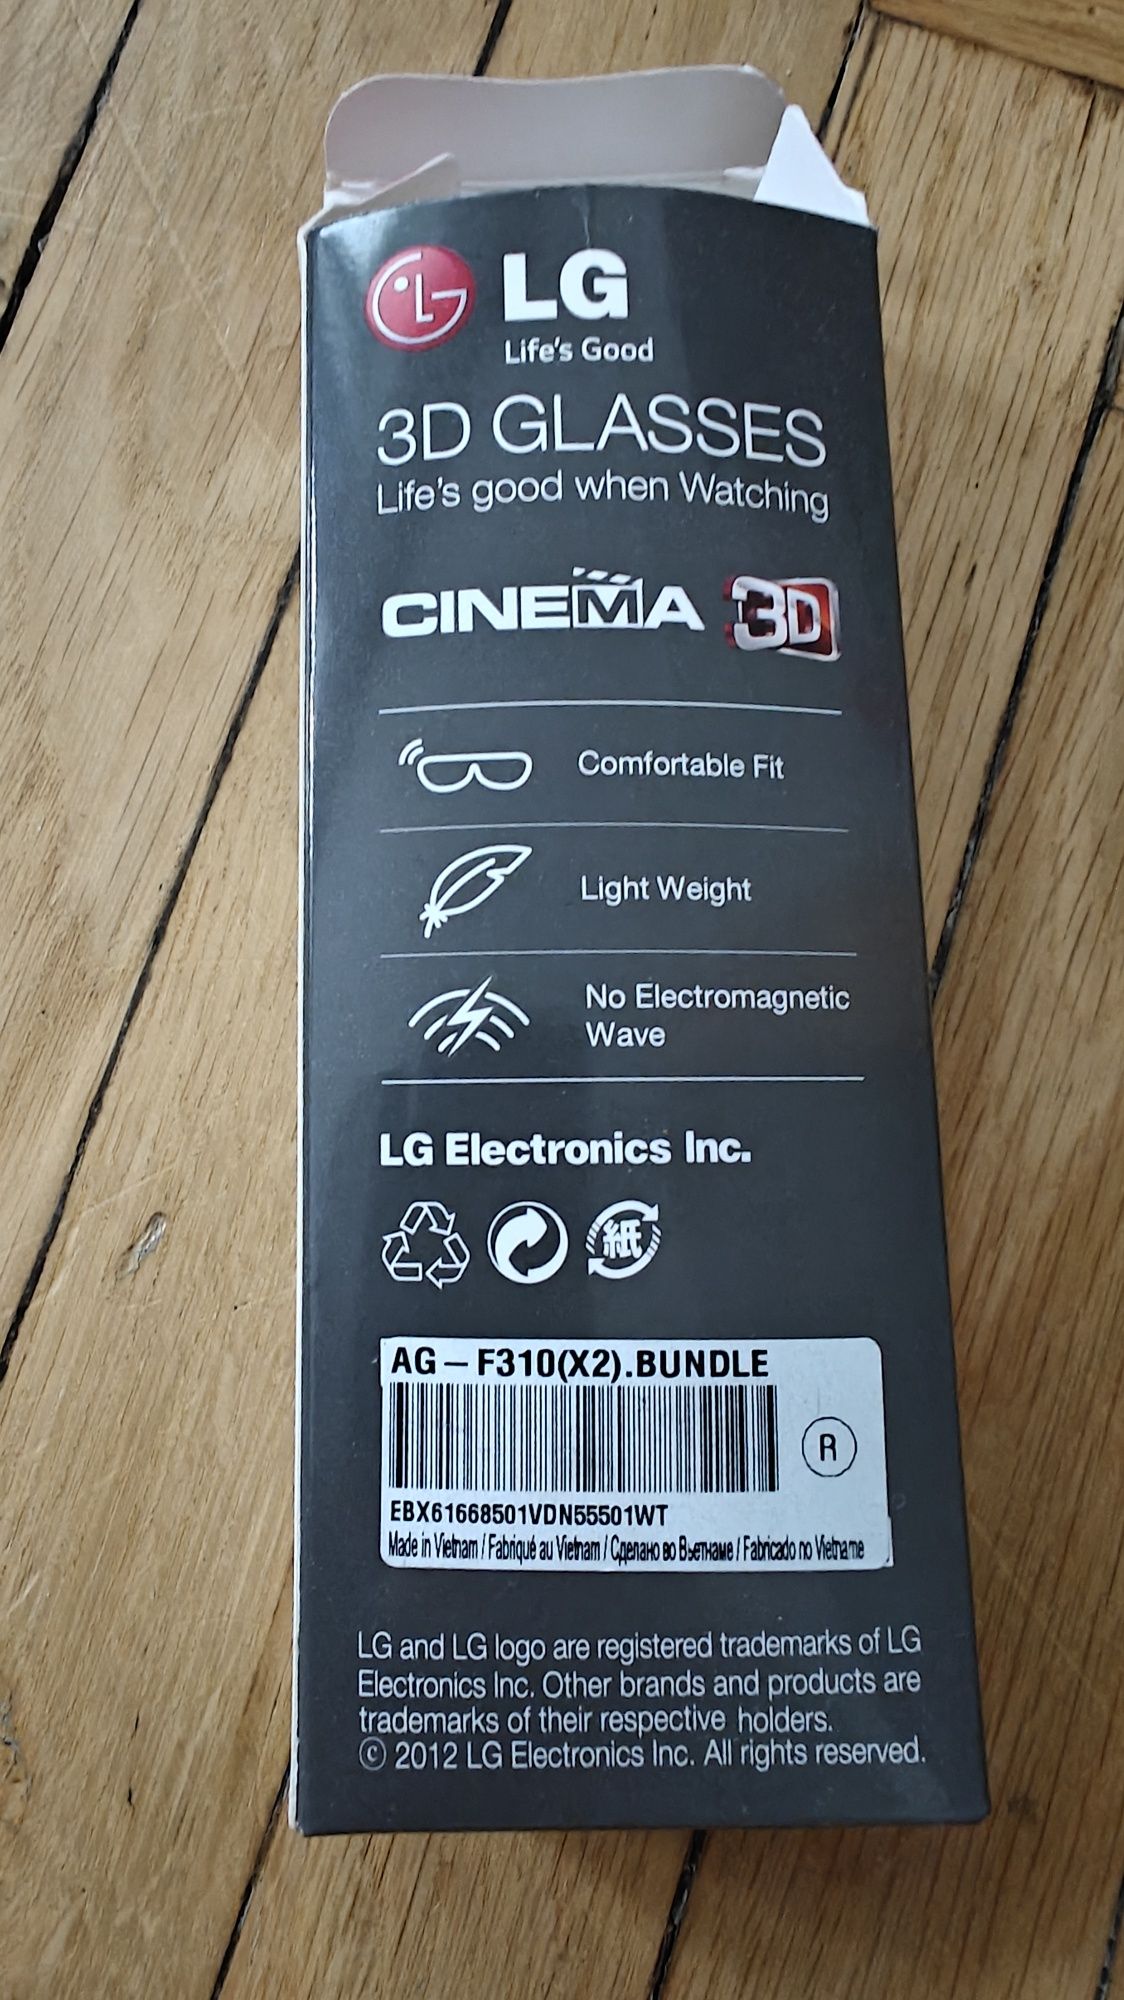 LG
Life's Good
3D GLASSES
Life's good when Watching
CINEMA 3D
Comfortable Fit
Light Weight
No Electromagnetic
Wave
LG Electronics Inc.
紙
AG-F310(X2).BUNDLE
R
EBX61668501VDN55501WT
Made in Vietnam / Fabriqué au Vietnam / Сделано во Вьетнаме / Fabricado no Vietname
LG and LG logo are registered trademarks of LG
Electronics Inc. Other brands and products are
trademarks of their respective holders.
© 2012 LG Electronics Inc. All rights reserved.